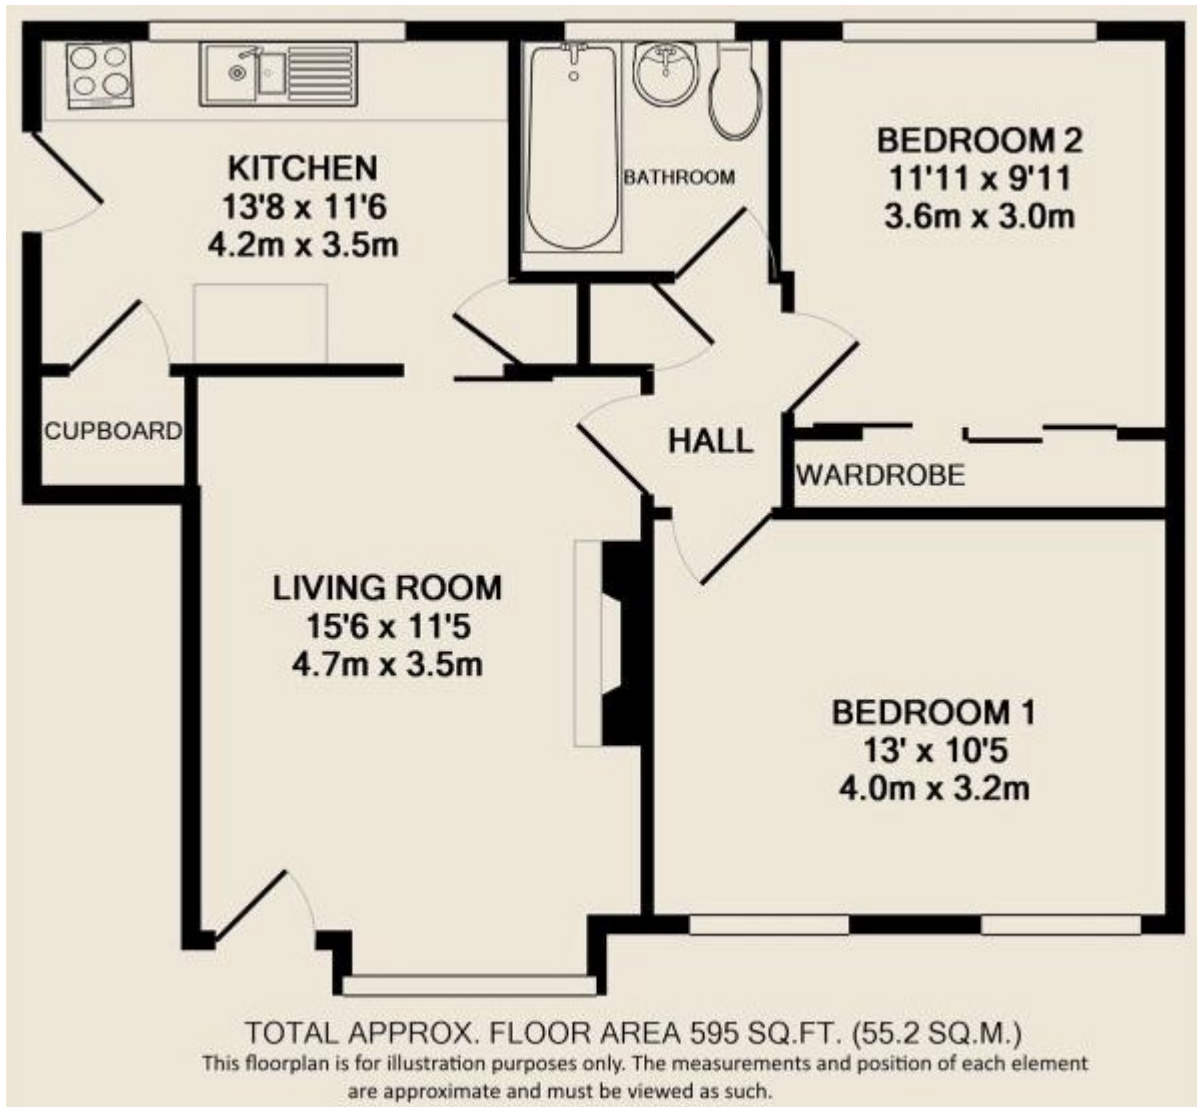 KITCHEN
13'8 x 11'6
4.2m x 3.5m
BATHROOM
BEDROOM 2
11'11 x 9'11
3.6m x 3.0m
CUPBOARD
HALL
WARDROBE
LIVING ROOM
15'6 x 11'5
4.7m x 3.5m
BEDROOM 1
13' x 10'5
4.0m x 3.2m
TOTAL APPROX. FLOOR AREA 595 SQ.FT. (55.2 SQ.M.)
This floorplan is for illustration purposes only. The measurements and position of each element
are approximate and must be viewed as such.